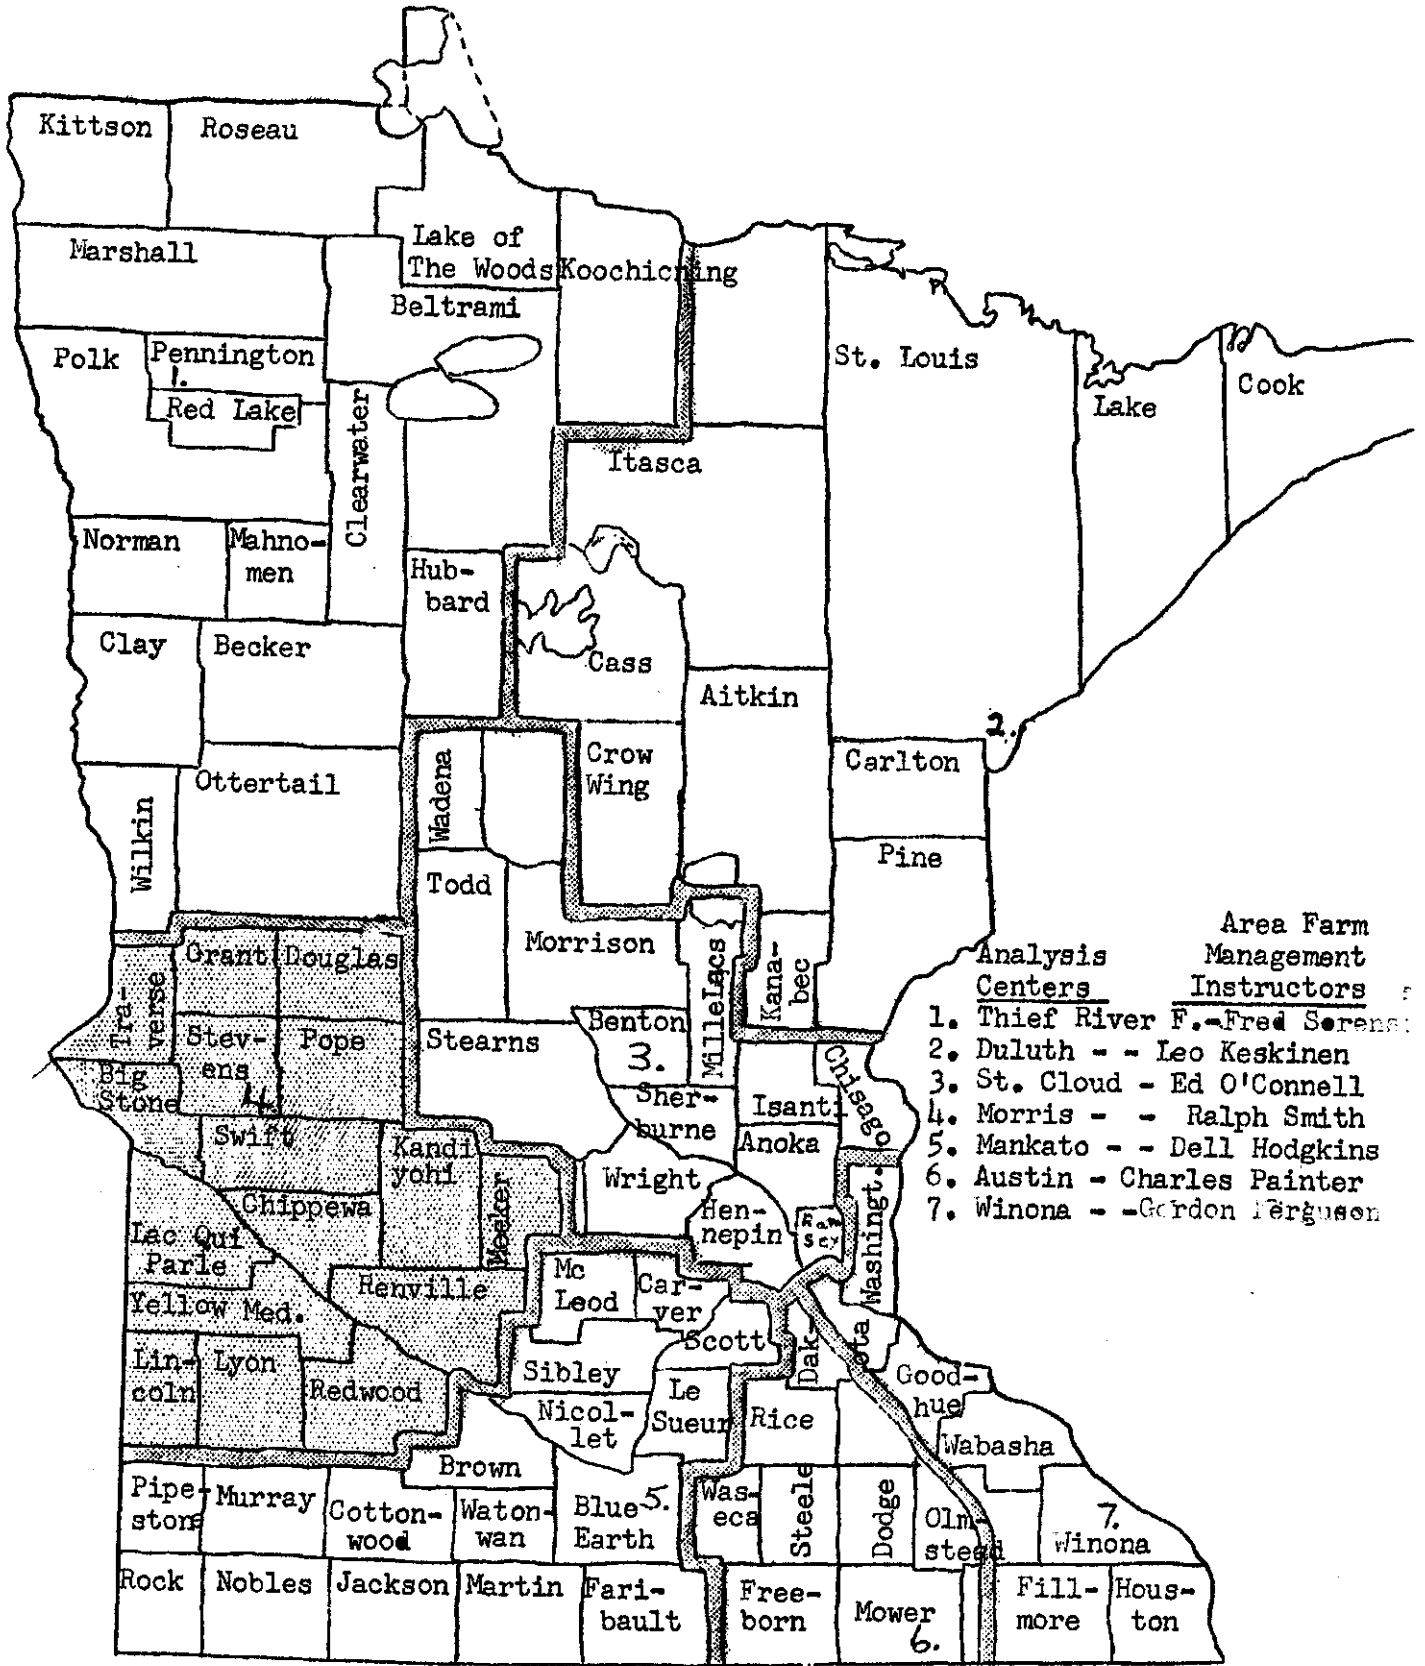 Kittson
Roseau
Marshall
Lake of
The Woods
Koochicning
Beltrami
Polk
Pennington
1.
Red Lake
Clearwater
St. Louis
Lake
Cook
Itasca
Norman
Mahno-
men
Hub-
bard
Clay
Becker
Cass
Aitkin
2.
Wilkin
Ottertail
Wadena
Crow
Wing
Carlton
Pine
Todd
Morrison
MilleLacs
Kana-
bec
Grant
Douglas
Tra-
verse
Stev-
ens
4.
Pope
Stearns
Benton
3.
Big
Stone
Sher-
burne
Isanti
Chisago
Swift
Kandi
yohi
Anoka
Meeker
Wright
Hen-
nepin
Ram
sey
Washingt.
Chippewa
Lac Qui
Parle
Renville
Mc
Leod
Car-
ver
Yellow Med.
Scott
Dak-
ota
Lin-
coln
Lyon
Redwood
Sibley
Le
Sueur
Nicol-
let
Rice
Good-
hue
Wabasha
Brown
Pipe-
stone
Murray
Cotton-
wood
Waton-
wan
Blue 5.
Earth
Was-
eca
Steele
Dodge
Olm-
stead
7.
Winona
Rock
Nobles
Jackson
Martin
Fari-
bault
Free-
born
Mower
6.
Fill-
more
Hous-
ton
Area Farm
Analysis Management
Centers Instructors
1. Thief River F.-Fred Sorens
2. Duluth - - Leo Keskinen
3. St. Cloud - Ed O'Connell
4. Morris - - Ralph Smith
5. Mankato - - Dell Hodgkins
6. Austin - Charles Painter
7. Winona - -Gordon Ferguson